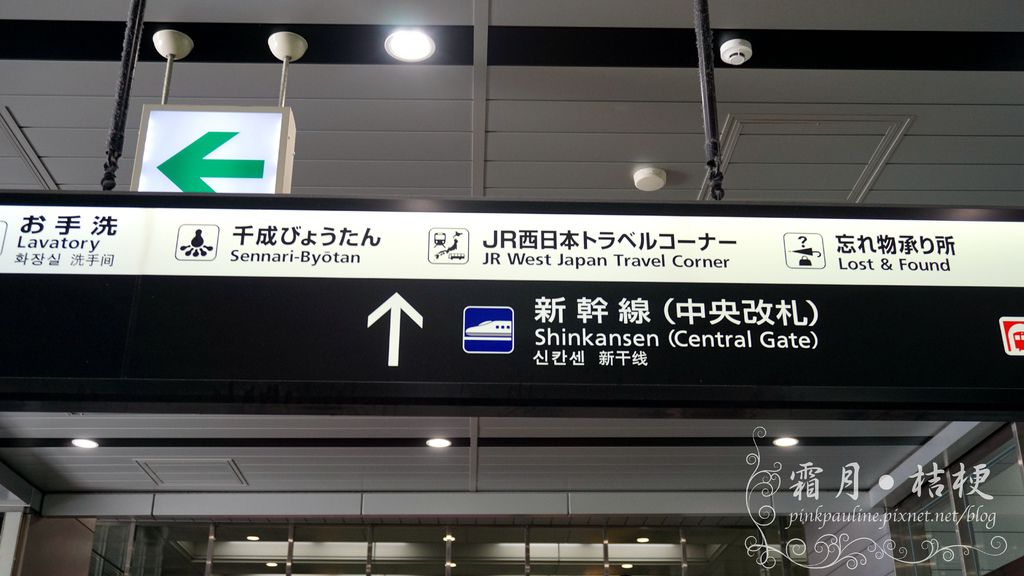 お手洗
Lavatory
화장실 洗手间
千成びょうたん
Sennari-Byōtan
JR西日本トラベルコーナー
JR West Japan Travel Corner
?
忘れ物承り所
Lost & Found
新幹線(中央改札)
Shinkansen (Central Gate)
신칸센 新干线
霜月•桔梗
pinkpauline.pixnet.net/blog